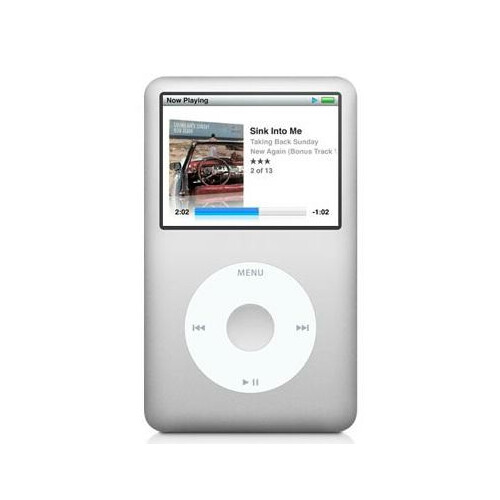 Now Playing
Sink Into Me
Taking Back Sunday
New Again (Bonus Track
2 of 13
2:02
-1:02
MENU